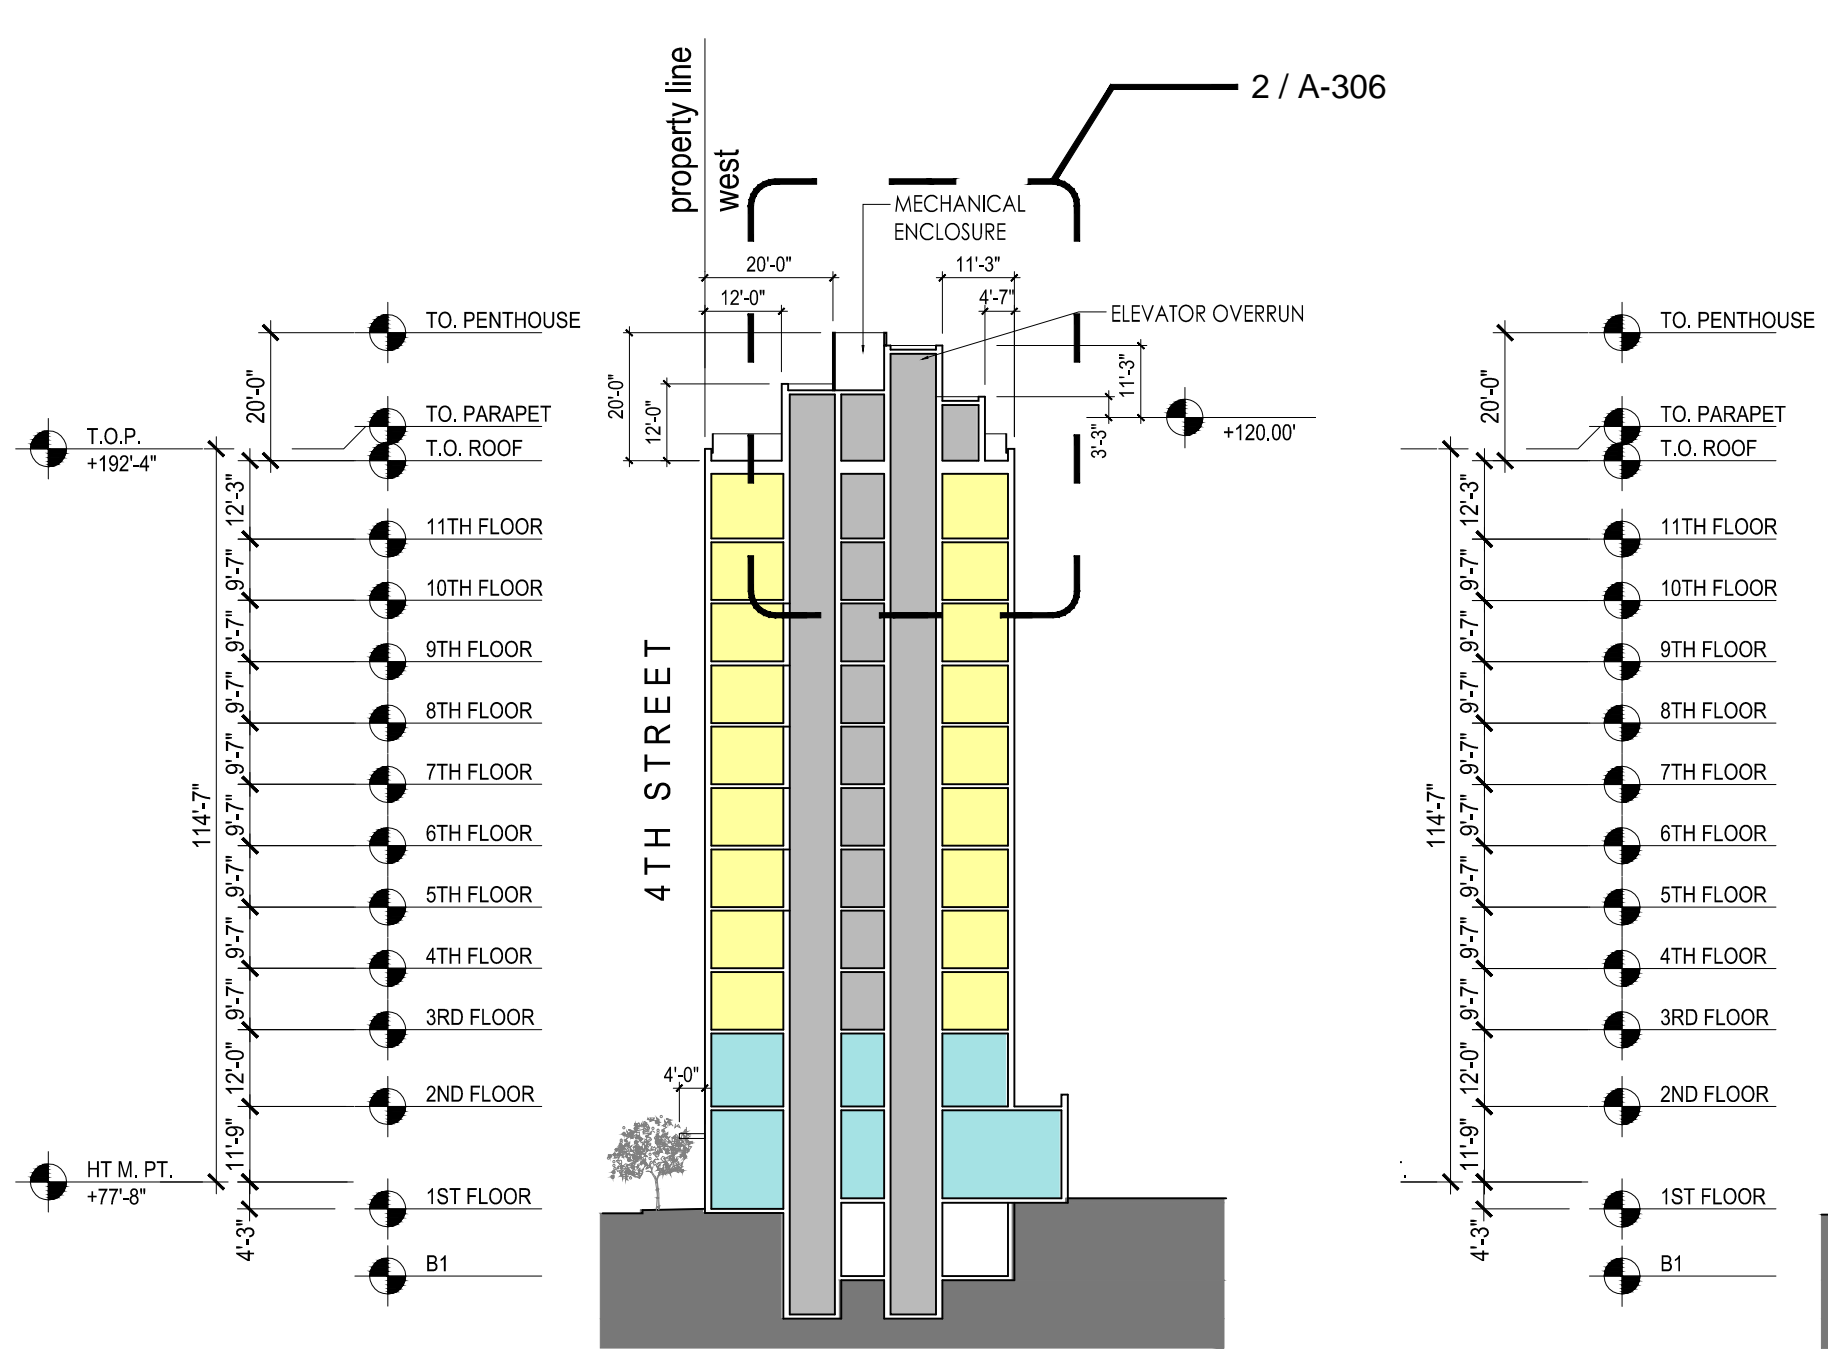 property line
west
2 / A-306
MECHANICAL
ENCLOSURE
20'-0"
11'-3"
12'-0"
4'-7"
ELEVATOR OVERRUN
20'-0"
12'-0"
11'-3"
3'-3"
+120.00'
4TH STREET
4'-0"
T.O.P.
+192'-4"
HT M. PT.
+77'-8"
114'-7"
20'-0"
12'-3"
9'-7"
9'-7"
9'-7"
9'-7"
9'-7"
9'-7"
9'-7"
9'-7"
12'-0"
11'-9"
4'-3"
TO. PENTHOUSE
TO. PARAPET
T.O. ROOF
11TH FLOOR
10TH FLOOR
9TH FLOOR
8TH FLOOR
7TH FLOOR
6TH FLOOR
5TH FLOOR
4TH FLOOR
3RD FLOOR
2ND FLOOR
1ST FLOOR
B1
114'-7"
20'-0"
12'-3"
9'-7"
9'-7"
9'-7"
9'-7"
9'-7"
9'-7"
9'-7"
9'-7"
12'-0"
11'-9"
4'-3"
TO. PENTHOUSE
TO. PARAPET
T.O. ROOF
11TH FLOOR
10TH FLOOR
9TH FLOOR
8TH FLOOR
7TH FLOOR
6TH FLOOR
5TH FLOOR
4TH FLOOR
3RD FLOOR
2ND FLOOR
1ST FLOOR
B1